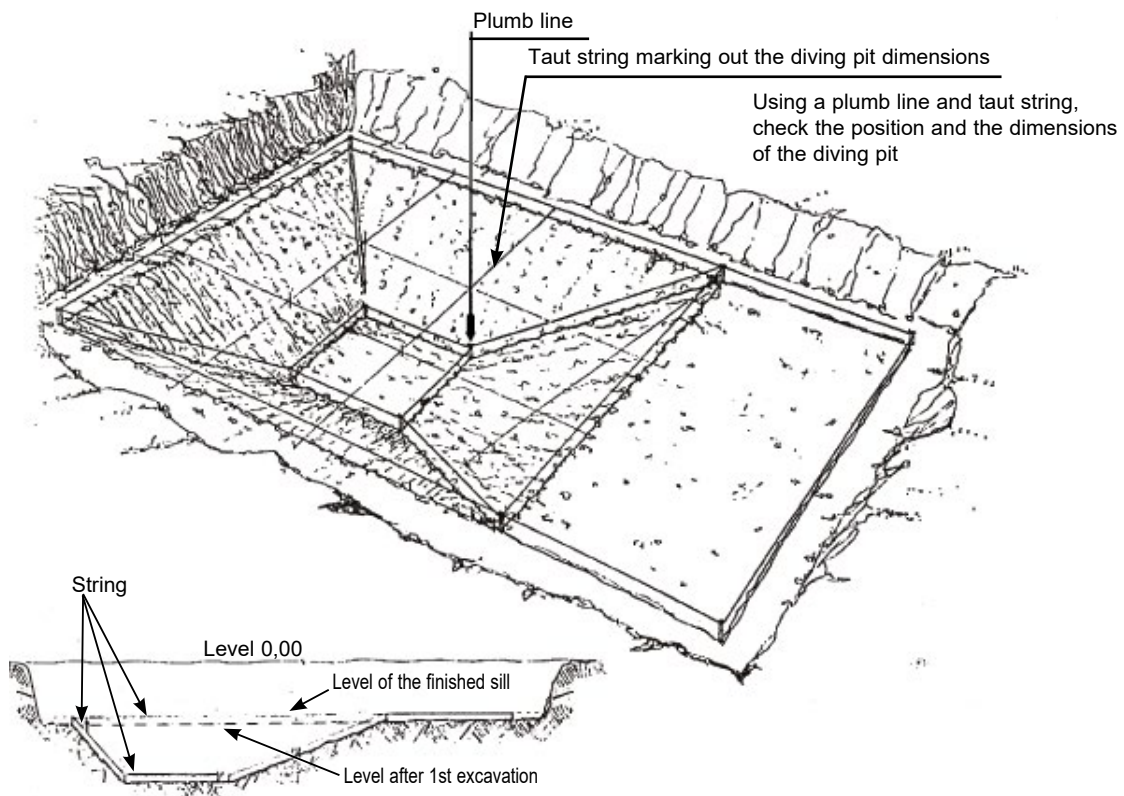 Plumb line
Taut string marking out the diving pit dimensions
Using a plumb line and taut string,
check the position and the dimensions
of the diving pit
String
Level 0,00
Level of the finished sill
Level after 1st excavation